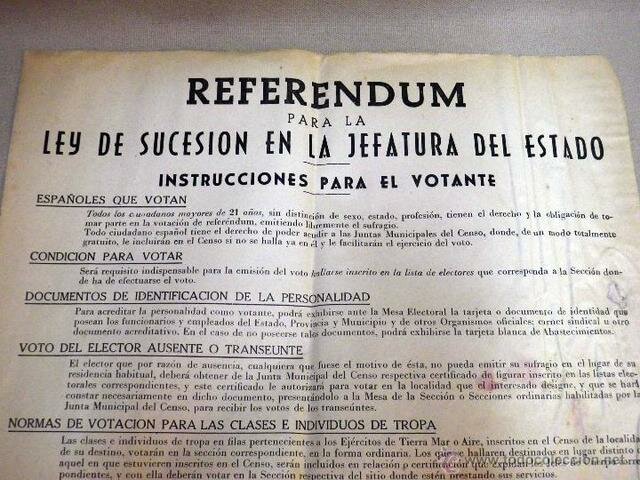 REFERENDUM
PARA LA
LEY DE SUCESION EN LA JEFATURA DEL ESTADO
INSTRUCCIONES PARA EL VOTANTE
ESPAÑOLES QUE VOTAN
Todos los ciudadanos mayores de 21 años, sin distinción de sexo, estado, profesión, tienen el derecho y la obligación de to-
mar parte en la votación de referéndum, emitiendo libremente el sufragio.
Todo ciudadano español tiene el derecho de poder acudir a las Juntas Municipales del Censo, donde, de un modo totalmente
gratuito, le incluirán en el Censo si no se halla ya en él y le facilitarán el ejercicio del voto.
CONDICION PARA VOTAR
Será requisito indispensable para la emisión del voto hallarse inscrito en la lista de electores que corresponda a la Sección don-
de ha de efectuarse el voto.
DOCUMENTOS DE IDENTIFICACION DE LA PERSONALIDAD
Para acreditar la personalidad como votante, podrá exhibirse ante la Mesa Electoral la tarjeta o documento de identidad que
posean los funcionarios y empleados del Estado, Provincia y Municipio y de otros Organismos oficiales; carnet sindical u otro
documento acreditativo. En el caso de no poseerse tales documentos, podrá exhibirse la tarjeta blanca de Abastecimientos.
VOTO DEL ELECTOR AUSENTE O TRANSEUNTE
El elector que por razón de ausencia, cualquiera que fuese el motivo de ésta, no pueda emitir su sufragio en el lugar de su
residencia habitual, deberá obtener de la Junta Municipal del Censo respectiva certificado de figurar inscrito en las listas elec-
torales correspondientes, y este certificado le autorizará para votar en la localidad que el interesado designe, y que se hará
constar necesariamente en dicho documento, presentándolo a la Mesa de la Sección o Secciones ordinarias habilitadas por la
Junta Municipal del Censo, para recibir los votos de los transeúntes.
NORMAS DE VOTACION PARA LAS CLASES E INDIVIDUOS DE TROPA
Las clases e individuos de tropa en filas pertenecientes a los Ejércitos de Tierra Mar o Aire, inscritos en el Censo de la localidad
de su destino, votarán en la sección correspondiente, en la forma ordinaria. Los que se hallaren destinados en lugar distinto
aquel en que estuvieren inscritos en el Censo, serán incluidos en relación certificado que expidan los Jefes de Cuerpo
pondiente, y con ella deberán votar en la Sección respectiva del sitio donde están prestando sus servicios.
todocoleccion.net